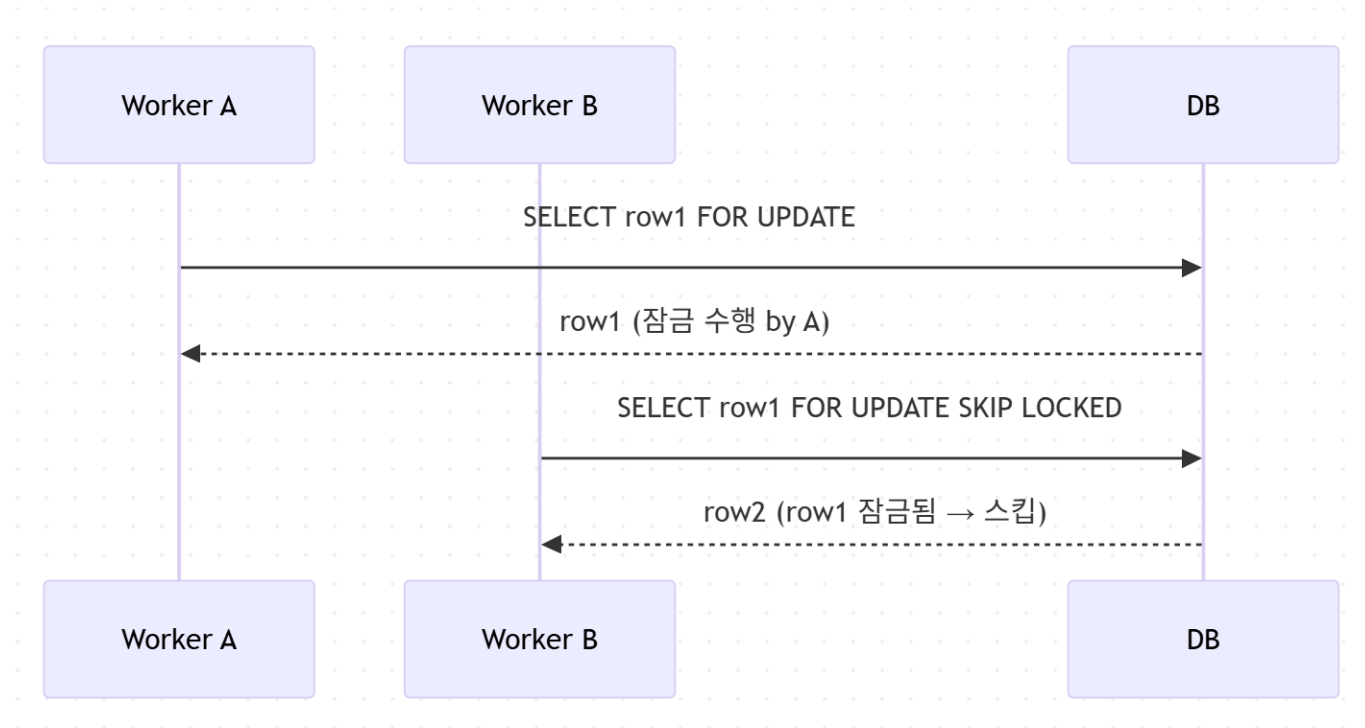 Worker A
Worker B
DB
SELECT row1 FOR UPDATE
row1 (잠금 수행 by A)
SELECT row1 FOR UPDATE SKIP LOCKED
row2 (row1 잠금됨 → 스킵)
Worker A
Worker B
DB